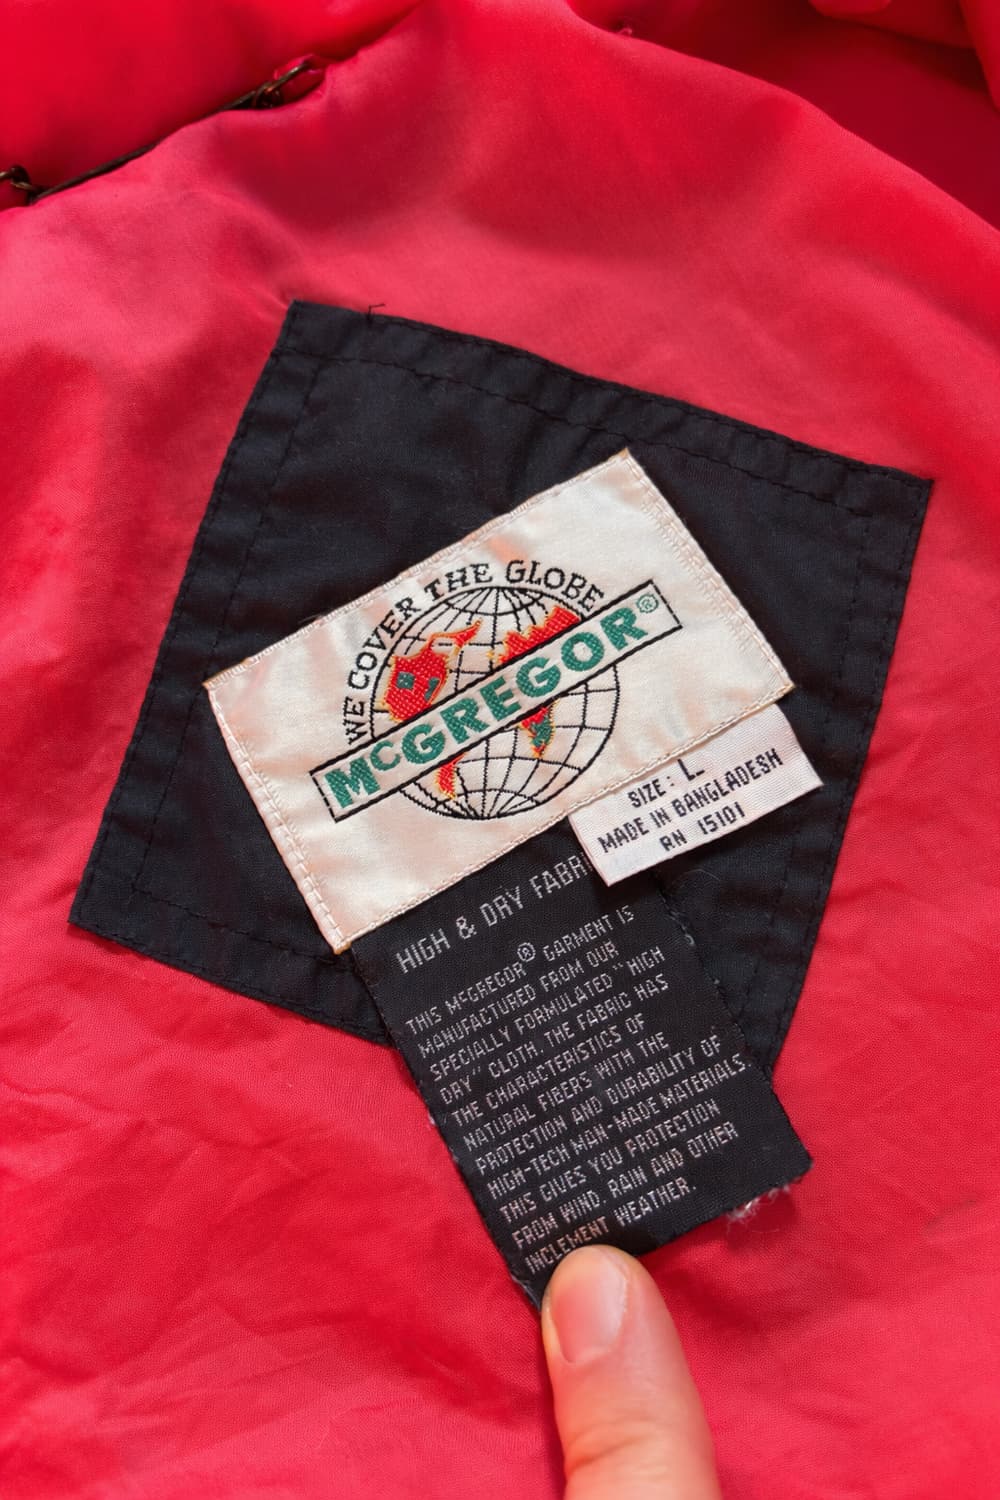 WE COVER THE GLOBE
McGREGOR®
SIZE: L
MADE IN BANGLADESH
RN 15101
HIGH & DRY FABRI
THIS McGREGOR® GARMENT IS
MANUFACTURED FROM OUR
SPECIALLY FORMULATED "HIGH
DRY" CLOTH. THE FABRIC HAS
THE CHARACTERISTICS OF
NATURAL FIBERS WITH THE
PROTECTION AND DURABILITY OF
HIGH-TECH MAN-MADE MATERIALS.
THIS GIVES YOU PROTECTION
FROM WIND, RAIN AND OTHER
INCLEMENT WEATHER.